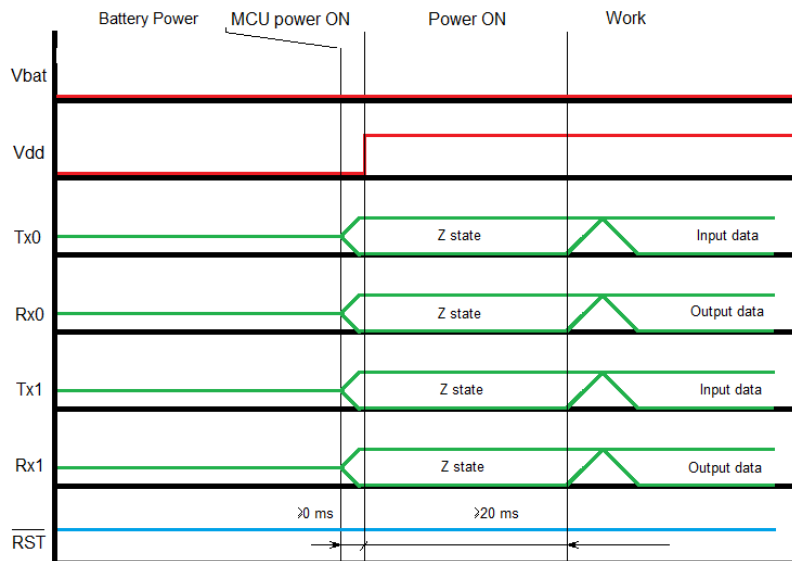 Battery Power MCU power ON Power ON Work
Vbat
Vdd
Tx0 Z state Input data
Rx0 Z state Output data
Tx1 Z state Input data
Rx1 Z state Output data
⩾0 ms ⩾20 ms
RST